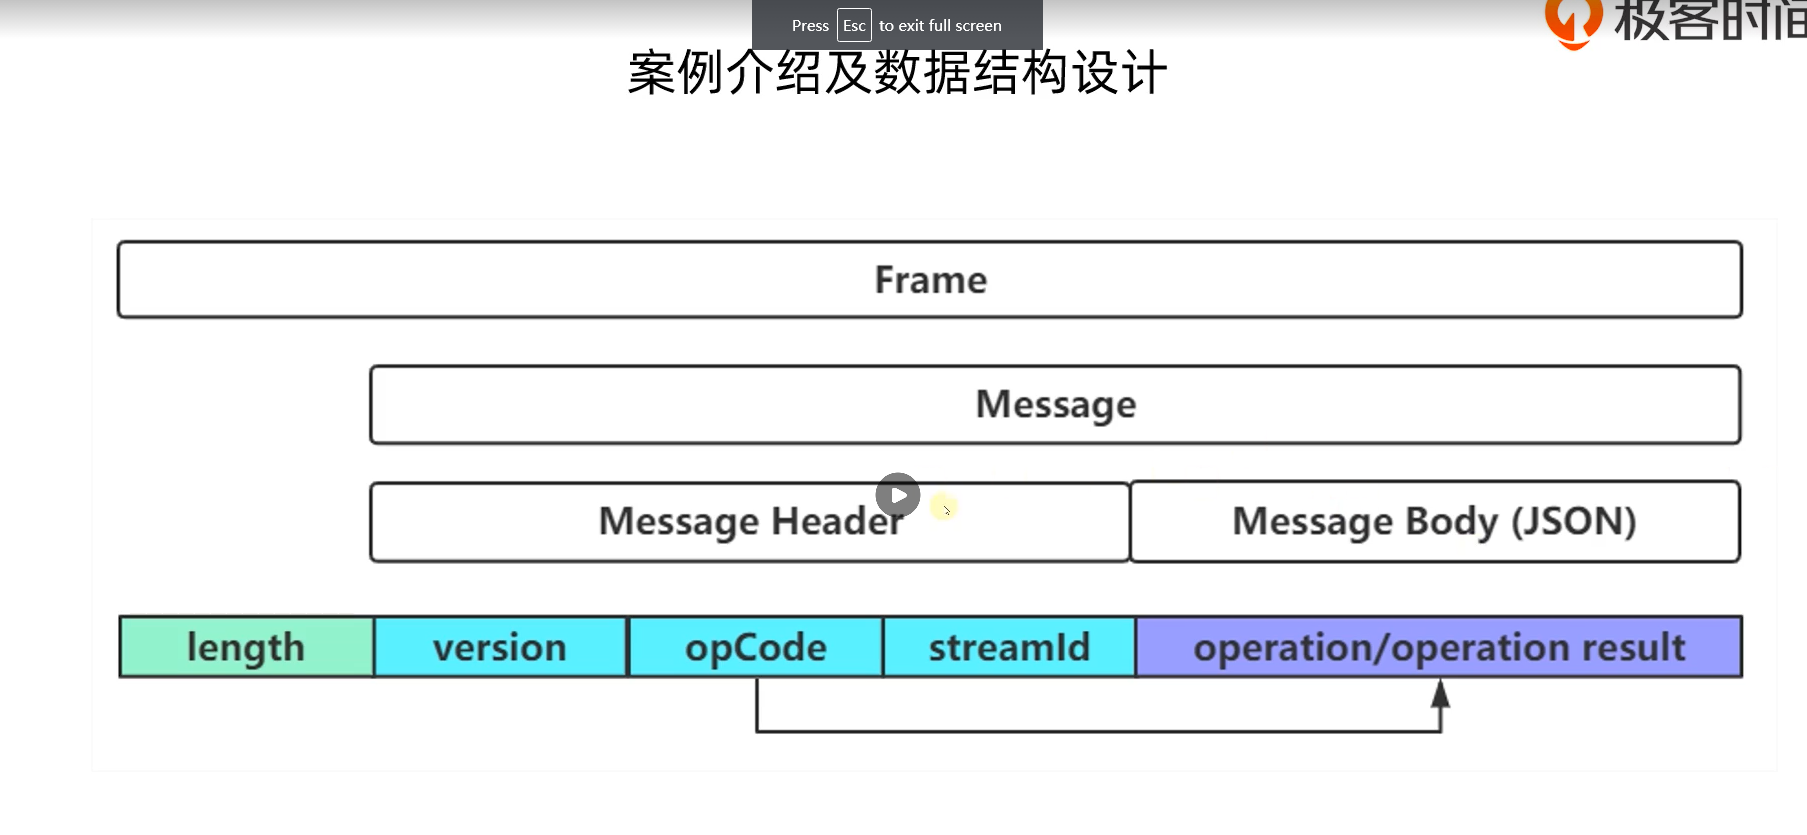 Press Esc to exit full screen
极客时间
案例介绍及数据结构设计
Frame
Message
Message Header
Message Body (JSON)
length
version
opCode
streamId
operation/operation result